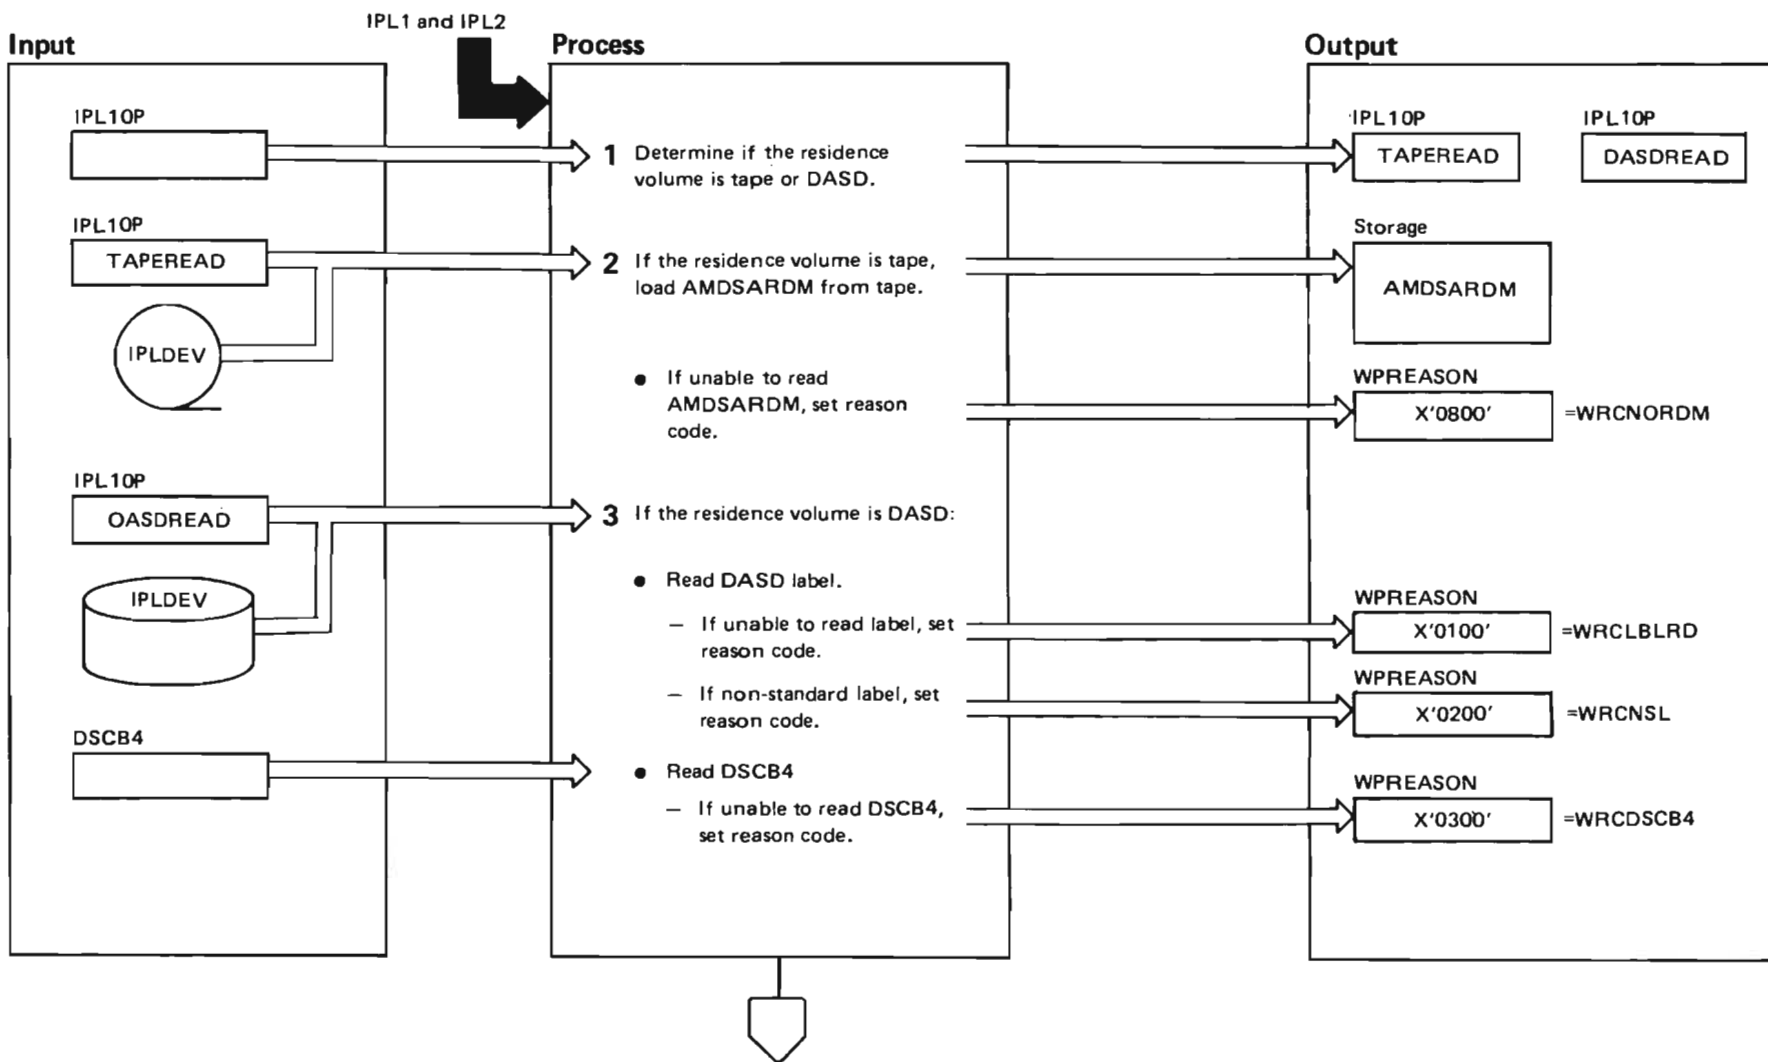 IPL1 and IPL2
Input
Process
Output
IPL10P
1 Determine if the residence
volume is tape or DASD.
IPL10P
TAPEREAD
IPL10P
DASDREAD
IPL10P
TAPEREAD
IPLDEV
2 If the residence volume is tape,
load AMDSARDM from tape.
Storage
AMDSARDM
● If unable to read
AMDSARDM, set reason
code.
WPREASON
X'0800' =WRCNORDM
IPL10P
OASDREAD
IPLDEV
3 If the residence volume is DASD:
● Read DASD label.
— If unable to read label, set
reason code.
WPREASON
X'0100' =WRCLBLRD
— If non-standard label, set
reason code.
WPREASON
X'0200' =WRCNSL
DSCB4
● Read DSCB4
— If unable to read DSCB4,
set reason code.
WPREASON
X'0300' =WRCDSCB4